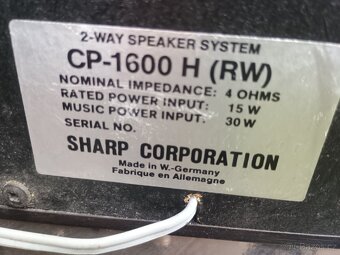 2-WAY SPEAKER SYSTEM
CP-1600 H (RW)
NOMINAL IMPEDANCE: 4 OHMS
RATED POWER INPUT: 15 W
MUSIC POWER INPUT: 30 W
SERIAL NO.
SHARP CORPORATION
Made in W.-Germany
Fabrique en Allemagne